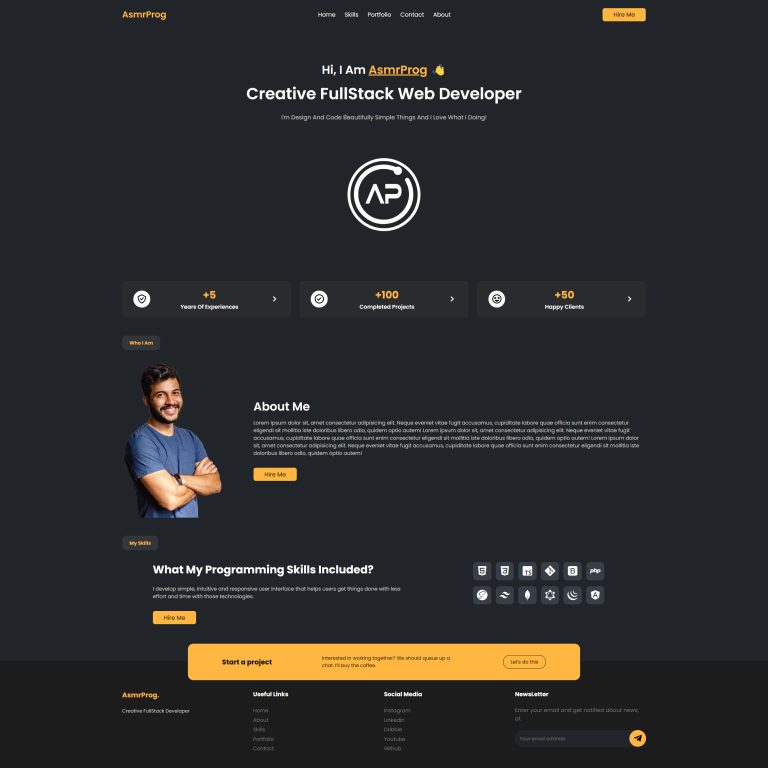 AsmrProg
Home Skills Portfolio Contact About
Hire Me
Hi, I Am AsmrProg
Creative FullStack Web Developer
I'm Design And Code Beautifully Simple Things And I Love What I Doing!
AP
+5
Years Of Experiences
+100
Completed Projects
+50
Happy Clients
Who I Am
About Me
Lorem ipsum dolor sit, amet consectetur adipisicing elit. Neque eveniet vitur fugit
accusamus, cupiditate labore quae officiis sunt enim consectetur adipisicing elit. Neque eveniet vitur fugit
eligendi sit mollitia iste doloribus libero odio, quidem optio autem! Lorem ipsum dolor sit, amet
accusamus, cupiditate labore quae officiis sunt enim consectetur eligendi sit mollitia iste doloribus libero odio, quidem optio autem! Lorem ipsum dolor
sit, amet consectetur adipisicing elit. Neque eveniet vitur fugit accusamus, cupiditate labore quae officia sunt enim consectetur eligendi sit mollitia iste
doloribus libero odio, quidem optio autem!
Hire Me
My Skills
What My Programming Skills Included?
I develop simple, intuitive and responsive user interface that helps users get things done with less
effort and time with those technologies.
Hire Me
TS
B
php
A
Start a project
Interested in working together? We should queue up a
chat. I'll buy the coffee.
Let's do this
AsmrProg.
Creative FullStack Developer
Useful Links
Home
About
Skills
Portfolio
Contact
Social Media
Instagram
Linkedin
Dribble
Youtube
Github
NewsLetter
Enter your email and get notified about news,
of.
Your email address